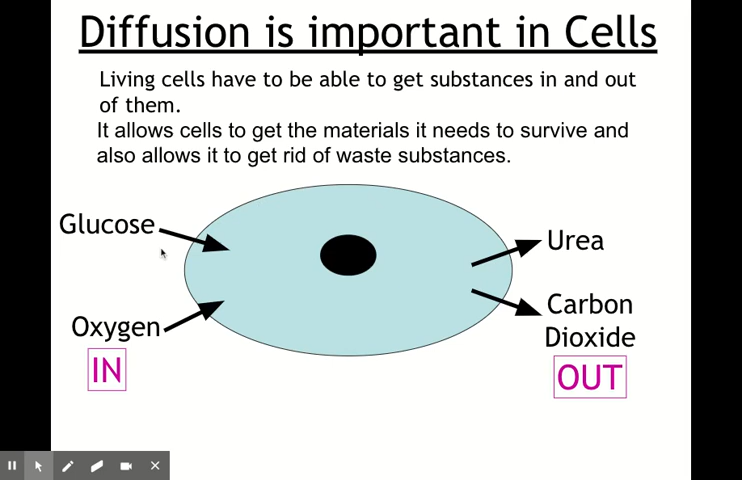 Diffusion is important in Cells
Living cells have to be able to get substances in and out
of them.
It allows cells to get the materials it needs to survive and
also allows it to get rid of waste substances.
Glucose
Urea
Oxygen
Carbon
Dioxide
IN
OUT